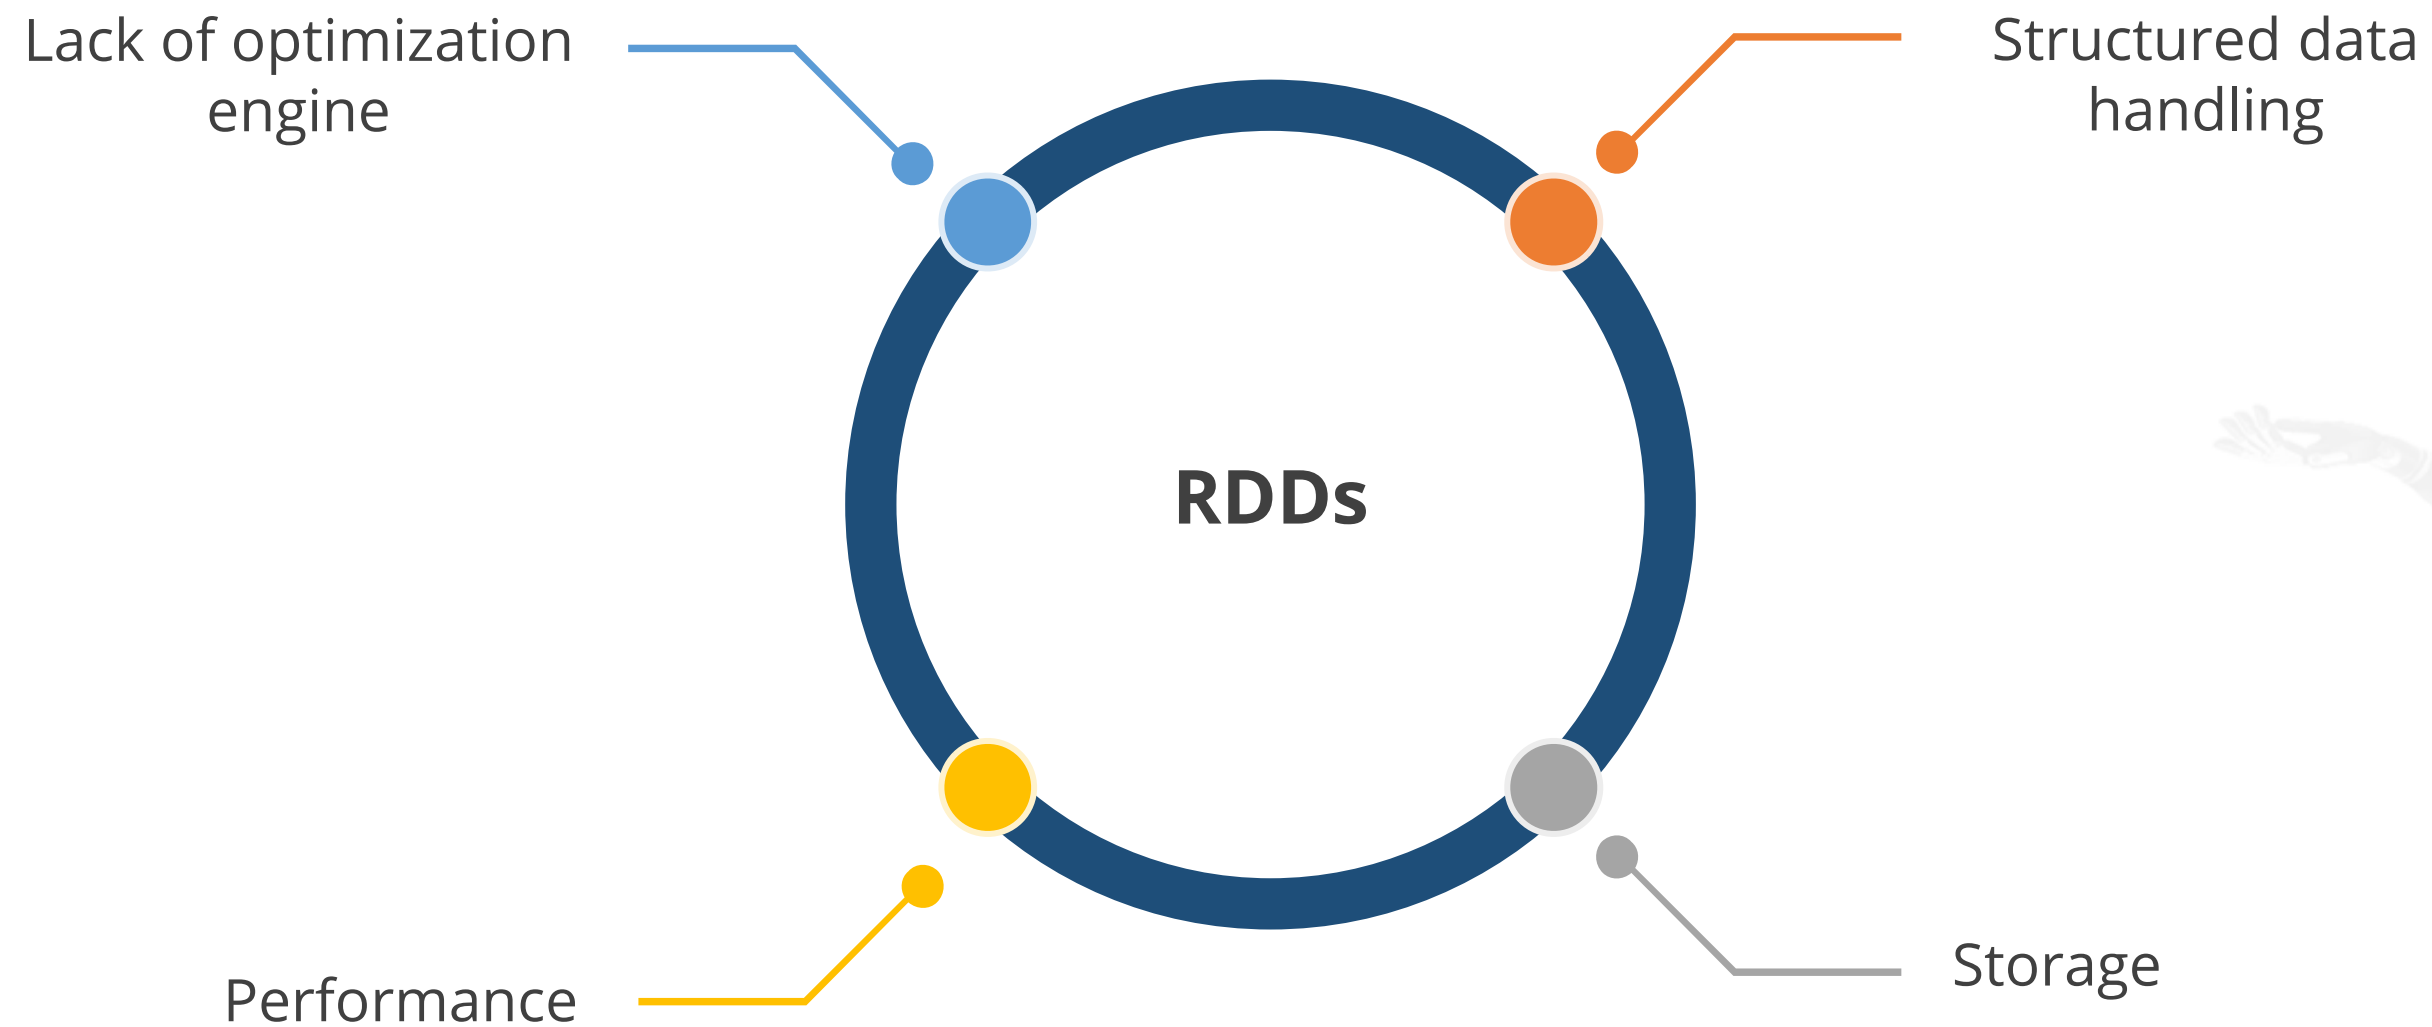 Lack of optimization
engine
Structured data
handling
RDDs
Performance
Storage